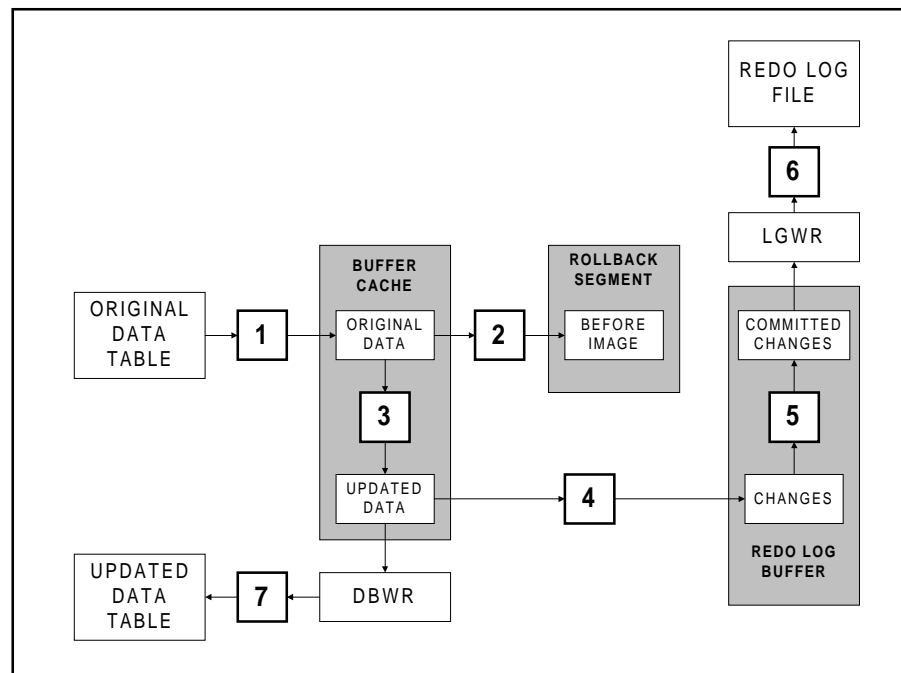 REDO LOG
FILE
6
LGWR
BUFFER
CACHE
ROLLBACK
SEGMENT
ORIGINAL
DATA
TABLE
1
ORIGINAL
DATA
2
BEFORE
IMAGE
COMMITTED
CHANGES
3
5
UPDATED
DATA
4
CHANGES
REDO LOG
BUFFER
UPDATED
DATA
TABLE
7
DBWR